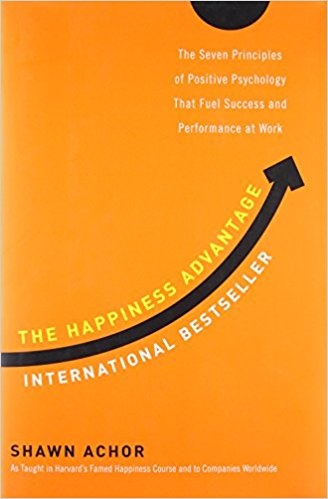 The Seven Principles
of Positive Psychology
That Fuel Success and
Performance at Work
THE HAPPINESS ADVANTAGE
INTERNATIONAL BESTSELLER
SHAWN ACHOR
As Taught in Harvard's Famed Happiness Course and to Companies Worldwide